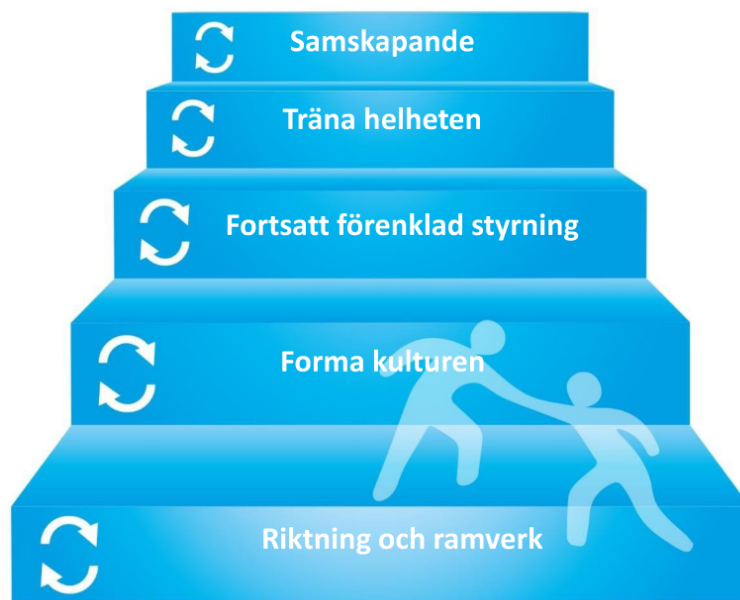 Samskapande
Träna helheten
Fortsatt förenklad styrning
Forma kulturen
Riktning och ramverk